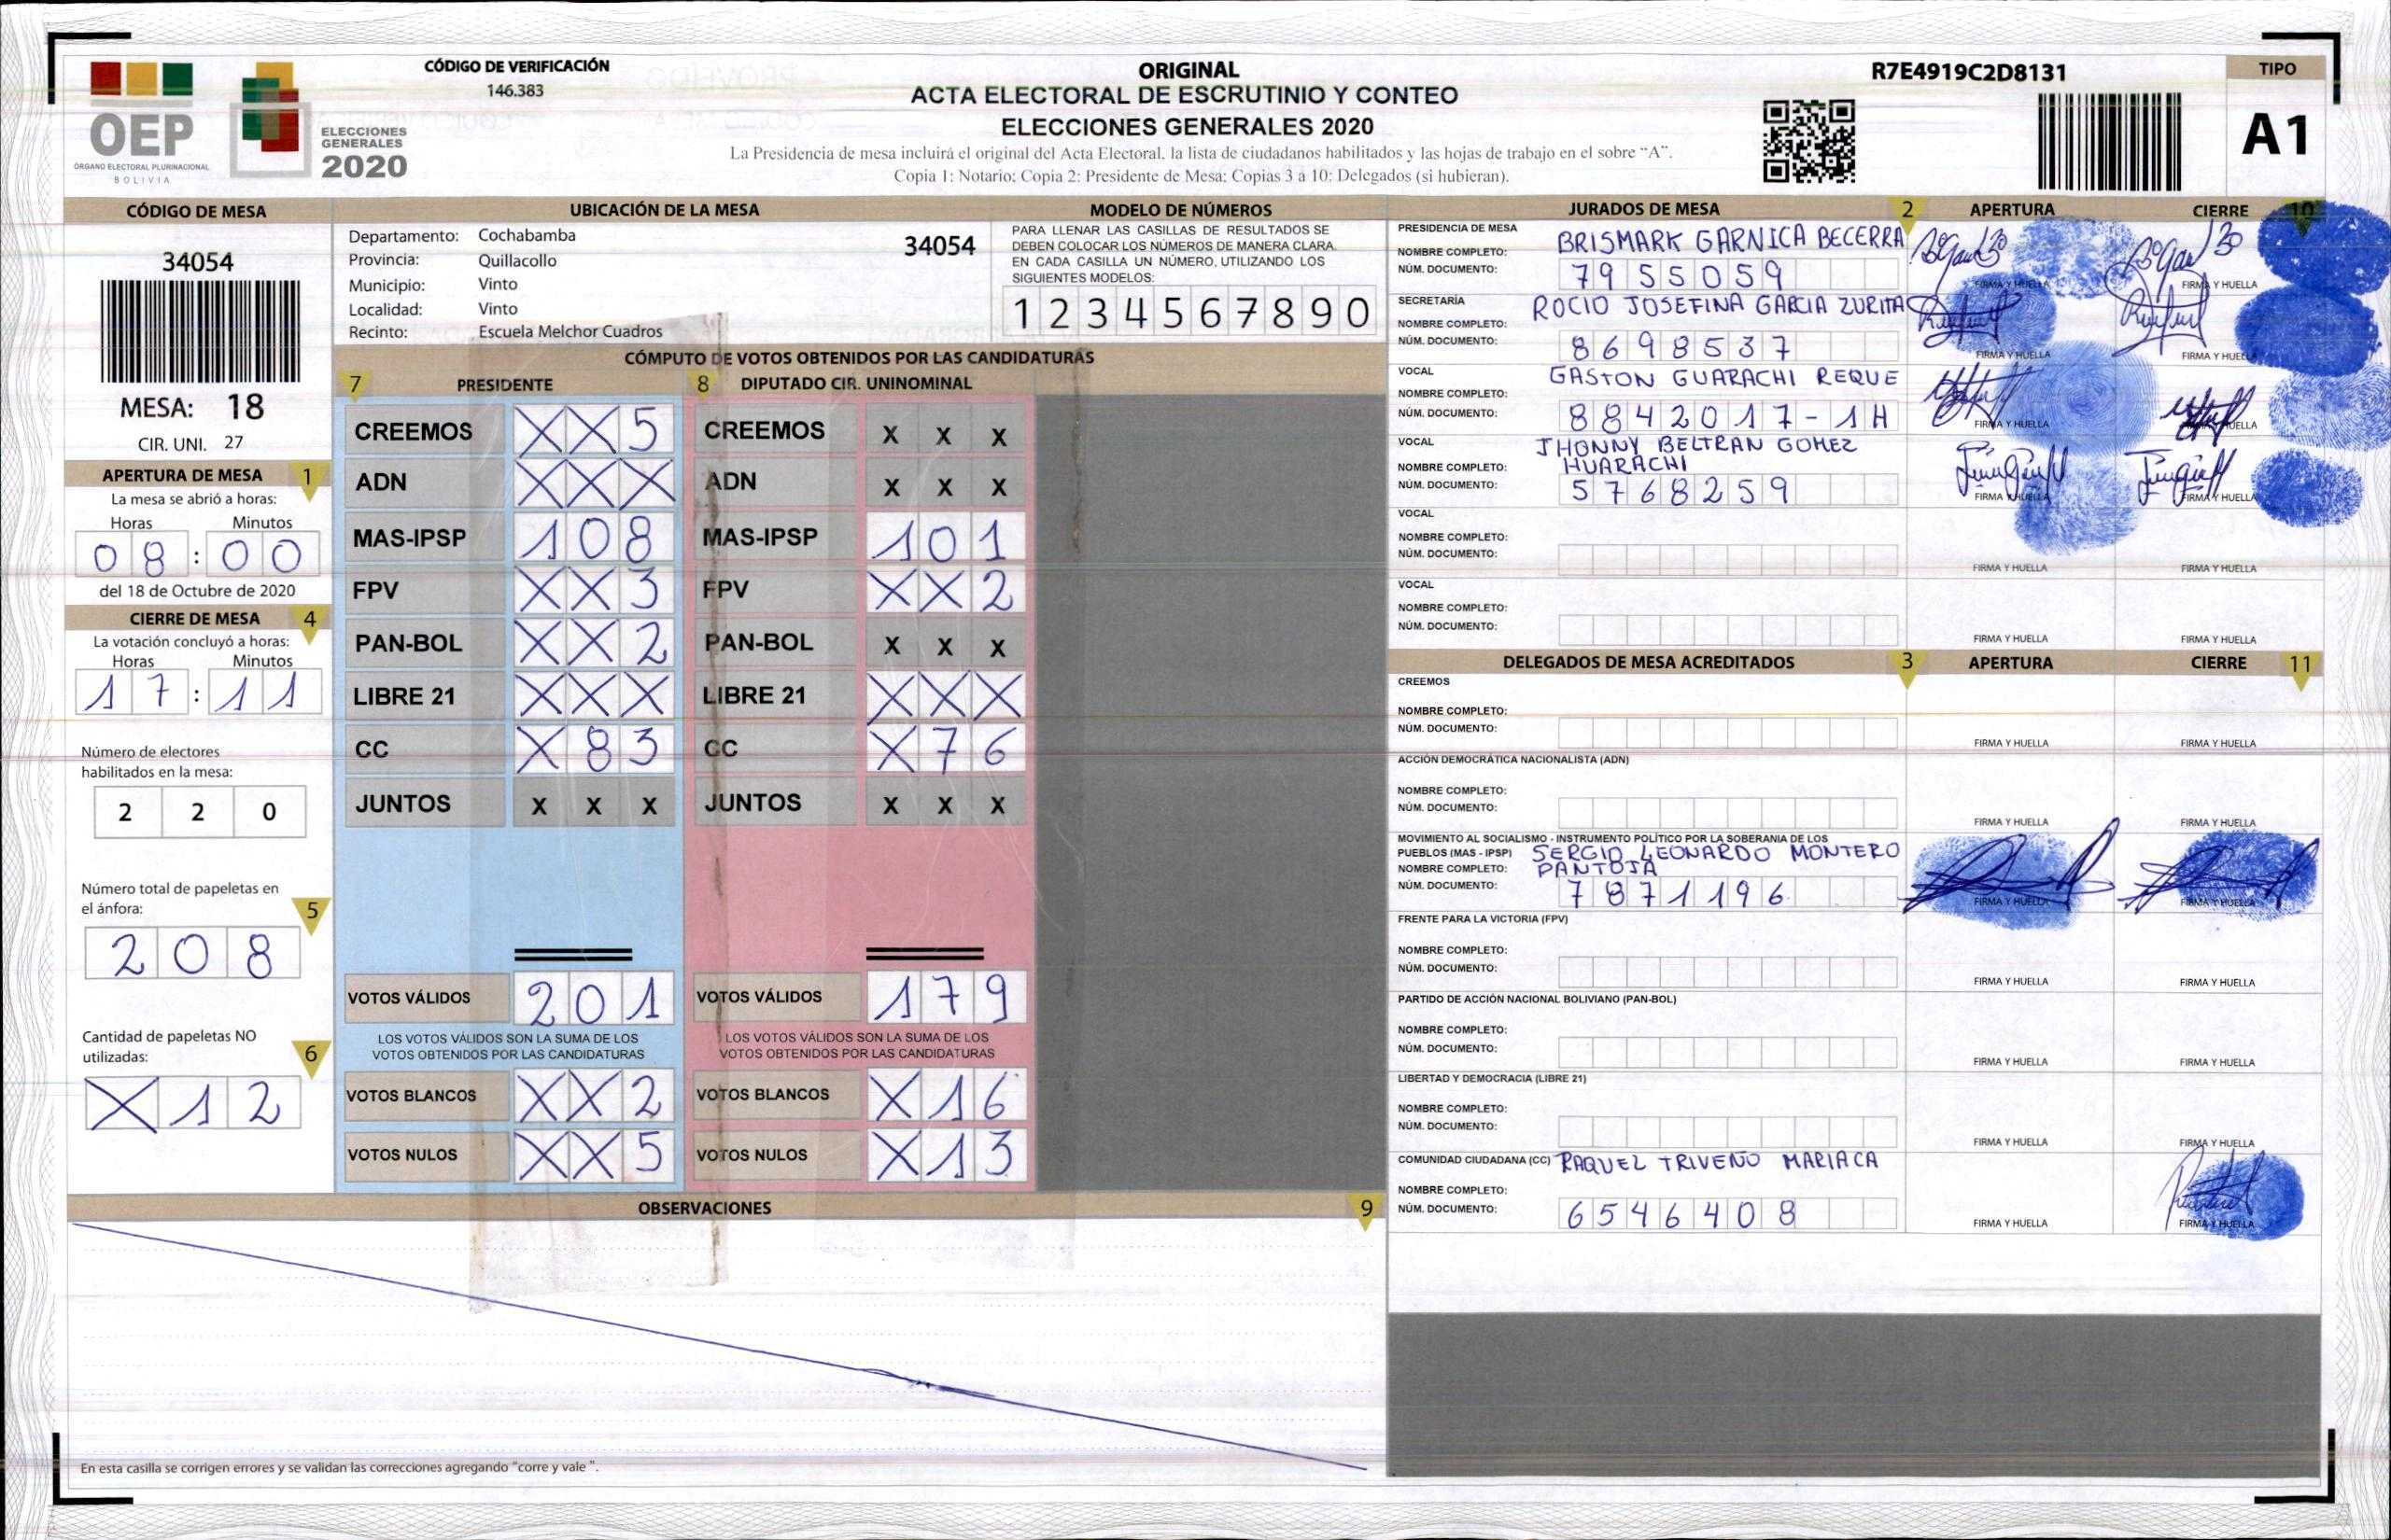 OEP
ÓRGANO ELECTORAL PLURINACIONAL
BOLIVIA
ELECCIONES
GENERALES
2020
CÓDIGO DE VERIFICACIÓN
146.383
ORIGINAL
ACTA ELECTORAL DE ESCRUTINIO Y CONTEO
ELECCIONES GENERALES 2020
La Presidencia de mesa incluirá el original del Acta Electoral, la lista de ciudadanos habilitados y las hojas de trabajo en el sobre “A”.
Copia 1: Notario; Copia 2: Presidente de Mesa; Copias 3 a 10: Delegados (si hubieran).
R7E4919C2D8131
TIPO
A1
CÓDIGO DE MESA
34054
MESA: 18
CIR. UNI. 27
APERTURA DE MESA 1
La mesa se abrió a horas:
Horas Minutos
08:00
del 18 de Octubre de 2020
CIERRE DE MESA 4
La votación concluyó a horas:
Horas Minutos
17:11
Número de electores
habilitados en la mesa:
2 2 0
Número total de papeletas en
el ánfora: 5
2 0 8
Cantidad de papeletas NO
utilizadas: 6
X 1 2
UBICACIÓN DE LA MESA
Departamento: Cochabamba 34054
Provincia: Quillacollo
Municipio: Vinto
Localidad: Vinto
Recinto: Escuela Melchor Cuadros
MODELO DE NÚMEROS
PARA LLENAR LAS CASILLAS DE RESULTADOS SE
DEBEN COLOCAR LOS NÚMEROS DE MANERA CLARA.
EN CADA CASILLA UN NÚMERO, UTILIZANDO LOS
SIGUIENTES MODELOS:
1 2 3 4 5 6 7 8 9 0
CÓMPUTO DE VOTOS OBTENIDOS POR LAS CANDIDATURAS
7 PRESIDENTE 8 DIPUTADO CIR. UNINOMINAL
CREEMOS X X 5 CREEMOS X X X
ADN X X X ADN X X X
MAS-IPSP 1 0 8 MAS-IPSP 1 0 1
FPV X X 3 FPV X X 2
PAN-BOL X X 2 PAN-BOL X X X
LIBRE 21 X X X LIBRE 21 X X X
CC X 8 3 CC X 7 6
JUNTOS X X X JUNTOS X X X
VOTOS VÁLIDOS 2 0 1 VOTOS VÁLIDOS 1 7 9
LOS VOTOS VÁLIDOS SON LA SUMA DE LOS LOS VOTOS VÁLIDOS SON LA SUMA DE LOS
VOTOS OBTENIDOS POR LAS CANDIDATURAS VOTOS OBTENIDOS POR LAS CANDIDATURAS
VOTOS BLANCOS X X 2 VOTOS BLANCOS X 1 6
VOTOS NULOS X X 5 VOTOS NULOS X 1 3
OBSERVACIONES 9
En esta casilla se corrigen errores y se validan las correcciones agregando "corre y vale ".
JURADOS DE MESA 2 APERTURA CIERRE 10
PRESIDENCIA DE MESA
NOMBRE COMPLETO: BRISMARK GARNICA BECERRA
NÚM. DOCUMENTO: 7955059
FIRMA Y HUELLA FIRMA Y HUELLA
SECRETARÍA
NOMBRE COMPLETO: ROCIO JOSEFINA GARCIA ZURITA
NÚM. DOCUMENTO: 8698537
FIRMA Y HUELLA FIRMA Y HUELLA
VOCAL
NOMBRE COMPLETO: GASTON GUARACHI REQUE
NÚM. DOCUMENTO: 8842017-1H
FIRMA Y HUELLA FIRMA Y HUELLA
VOCAL
NOMBRE COMPLETO: JHONNY BELTRAN GOMEZ
HUARACHI
NÚM. DOCUMENTO: 5768259
FIRMA Y HUELLA FIRMA Y HUELLA
VOCAL
NOMBRE COMPLETO:
NÚM. DOCUMENTO:
FIRMA Y HUELLA FIRMA Y HUELLA
VOCAL
NOMBRE COMPLETO:
NÚM. DOCUMENTO:
FIRMA Y HUELLA FIRMA Y HUELLA
DELEGADOS DE MESA ACREDITADOS 3 APERTURA CIERRE 11
CREEMOS
NOMBRE COMPLETO:
NÚM. DOCUMENTO:
FIRMA Y HUELLA FIRMA Y HUELLA
ACCIÓN DEMOCRÁTICA NACIONALISTA (ADN)
NOMBRE COMPLETO:
NÚM. DOCUMENTO:
FIRMA Y HUELLA FIRMA Y HUELLA
MOVIMIENTO AL SOCIALISMO - INSTRUMENTO POLÍTICO POR LA SOBERANIA DE LOS
PUEBLOS (MAS - IPSP) SERGIO LEONARDO MONTERO
NOMBRE COMPLETO: PANTOJA
NÚM. DOCUMENTO: 7871196
FIRMA Y HUELLA FIRMA Y HUELLA
FRENTE PARA LA VICTORIA (FPV)
NOMBRE COMPLETO:
NÚM. DOCUMENTO:
FIRMA Y HUELLA FIRMA Y HUELLA
PARTIDO DE ACCIÓN NACIONAL BOLIVIANO (PAN-BOL)
NOMBRE COMPLETO:
NÚM. DOCUMENTO:
FIRMA Y HUELLA FIRMA Y HUELLA
LIBERTAD Y DEMOCRACIA (LIBRE 21)
NOMBRE COMPLETO:
NÚM. DOCUMENTO:
FIRMA Y HUELLA FIRMA Y HUELLA
COMUNIDAD CIUDADANA (CC) RAQUEL TRIVEÑO MARIACA
NOMBRE COMPLETO:
NÚM. DOCUMENTO: 6546408
FIRMA Y HUELLA FIRMA Y HUELLA